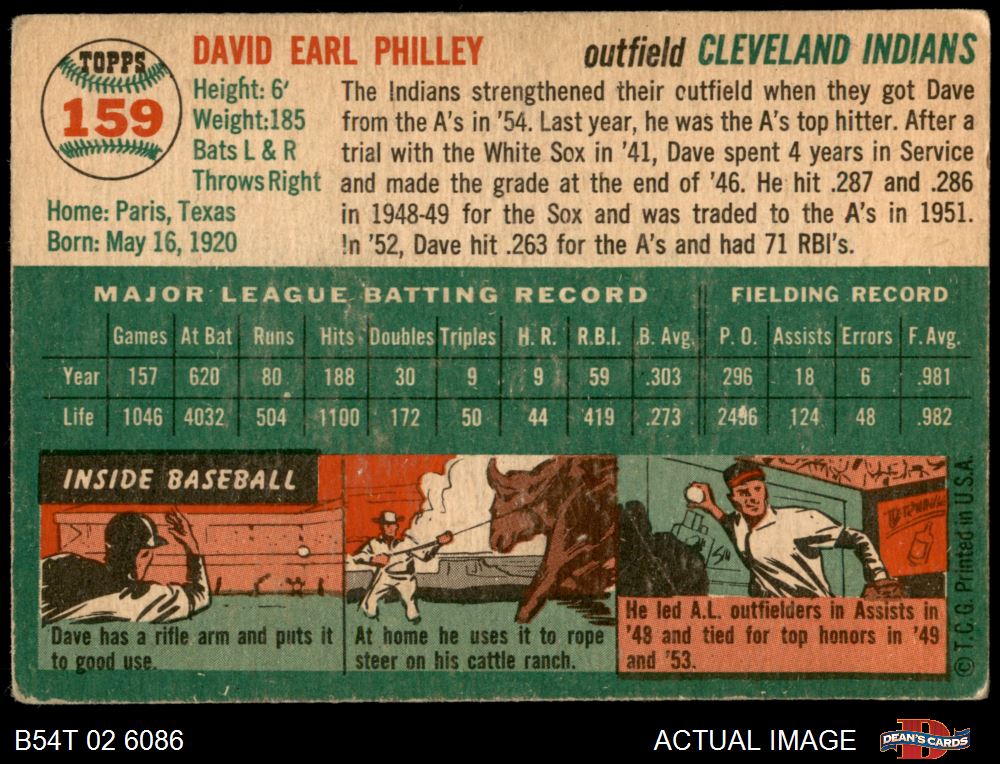 TOPPS
159
DAVID EARL PHILLEY
outfield CLEVELAND INDIANS
Height: 6'
Weight:185
Bats L & R
Throws Right
Home: Paris, Texas
Born: May 16, 1920
The Indians strengthened their outfield when they got Dave
from the A's in '54. Last year, he was the A's top hitter. After a
trial with the White Sox in '41, Dave spent 4 years in Service
and made the grade at the end of '46. He hit .287 and .286
in 1948-49 for the Sox and was traded to the A's in 1951.
In '52, Dave hit .263 for the A's and had 71 RBI's.
MAJOR LEAGUE BATTING RECORD FIELDING RECORD
Games At Bat Runs Hits Doubles Triples H. R. R.B.I. B. Avg. P. O. Assists Errors F. Avg.
Year 157 620 80 188 30 9 9 59 .303 296 18 6 .981
Life 1046 4032 504 1100 172 50 44 419 .273 2496 124 48 .982
INSIDE BASEBALL
Dave has a rifle arm and puts it
to good use.
At home he uses it to rope
steer on his cattle ranch.
He led A.L. outfielders in Assists in
'48 and tied for top honors in '49
and '53.
© T.C.G. Printed in U.S.A.
B54T 02 6086
ACTUAL IMAGE
D
DEAN'S CARDS